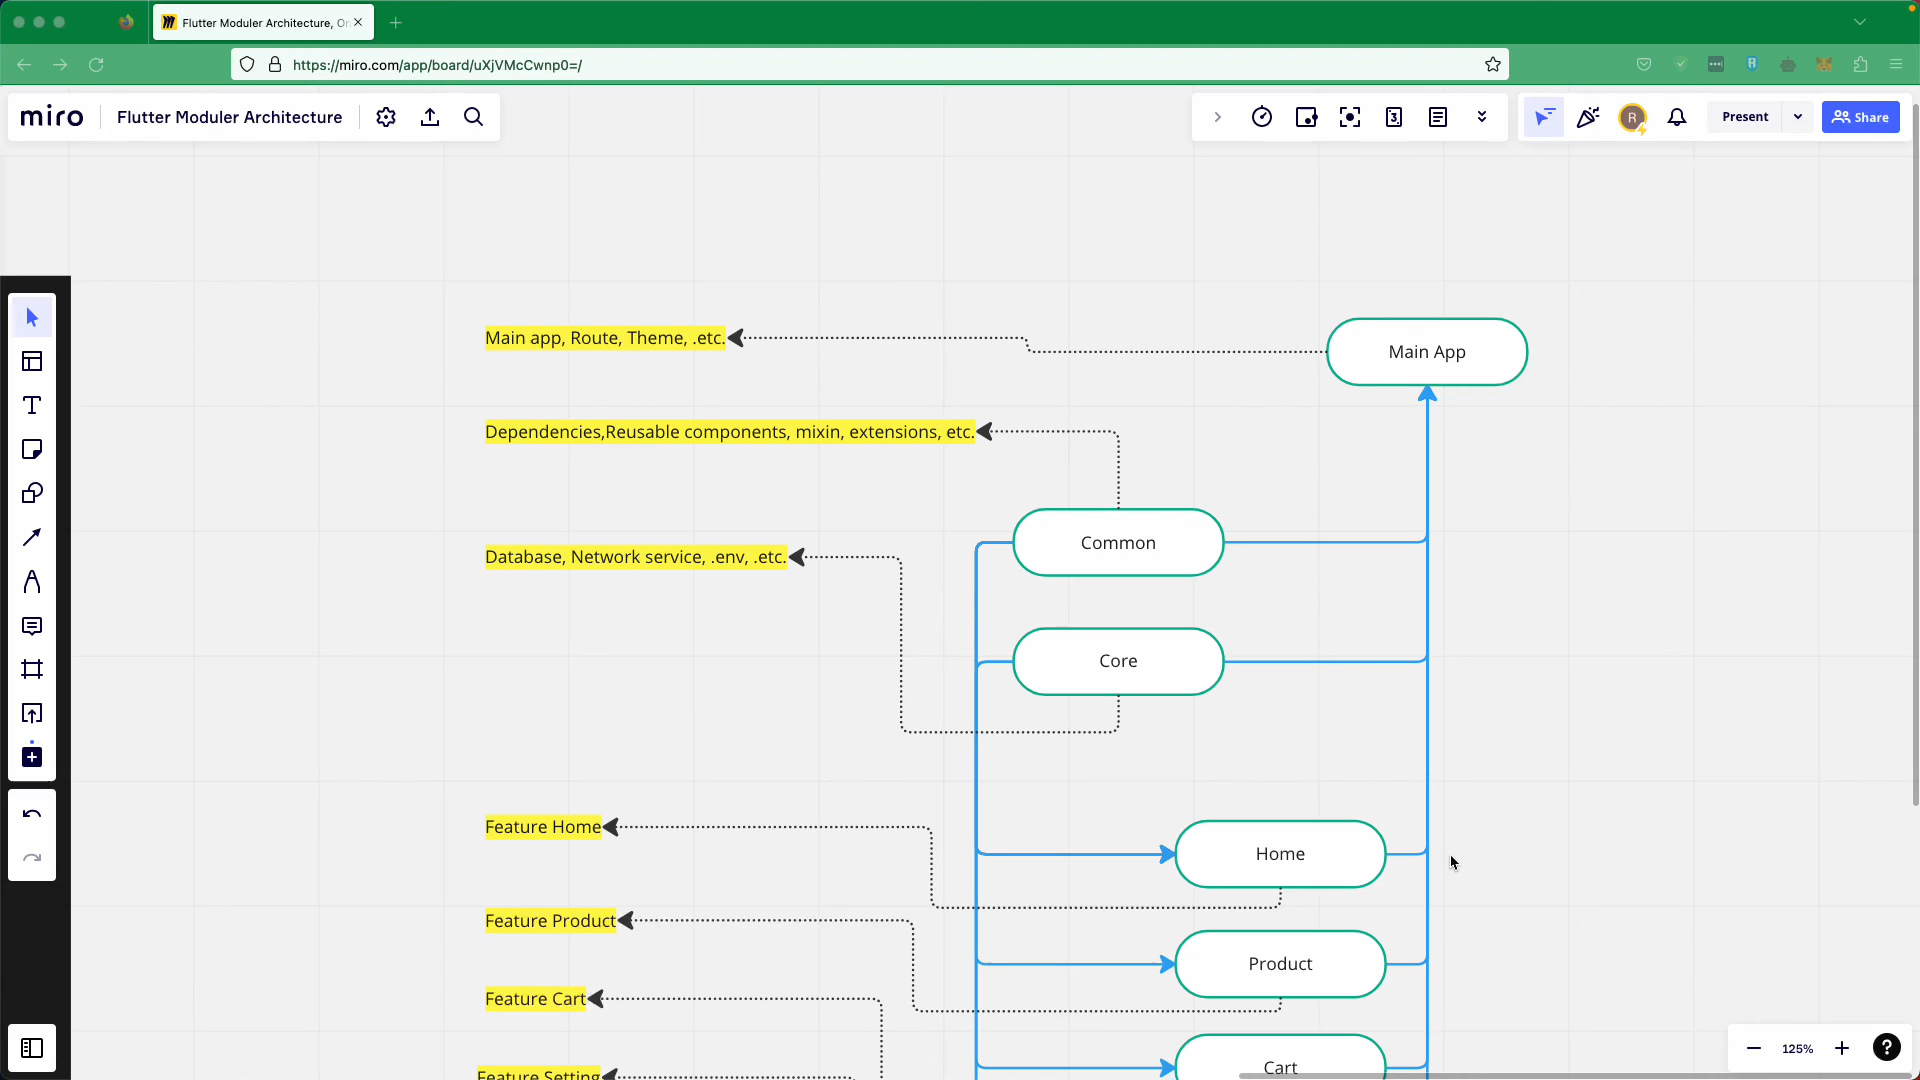 Flutter Moduler Architecture, On
https://miro.com/app/board/uXjVMcCwnp0=/
miro
Flutter Moduler Architecture
3
R
Present
Share
Main app, Route, Theme, .etc.
Main App
Dependencies,Reusable components, mixin, extensions, etc.
Common
Database, Network service, .env, .etc.
Core
Feature Home
Home
Feature Product
Product
Feature Cart
Cart
Feature Setting
125%
?